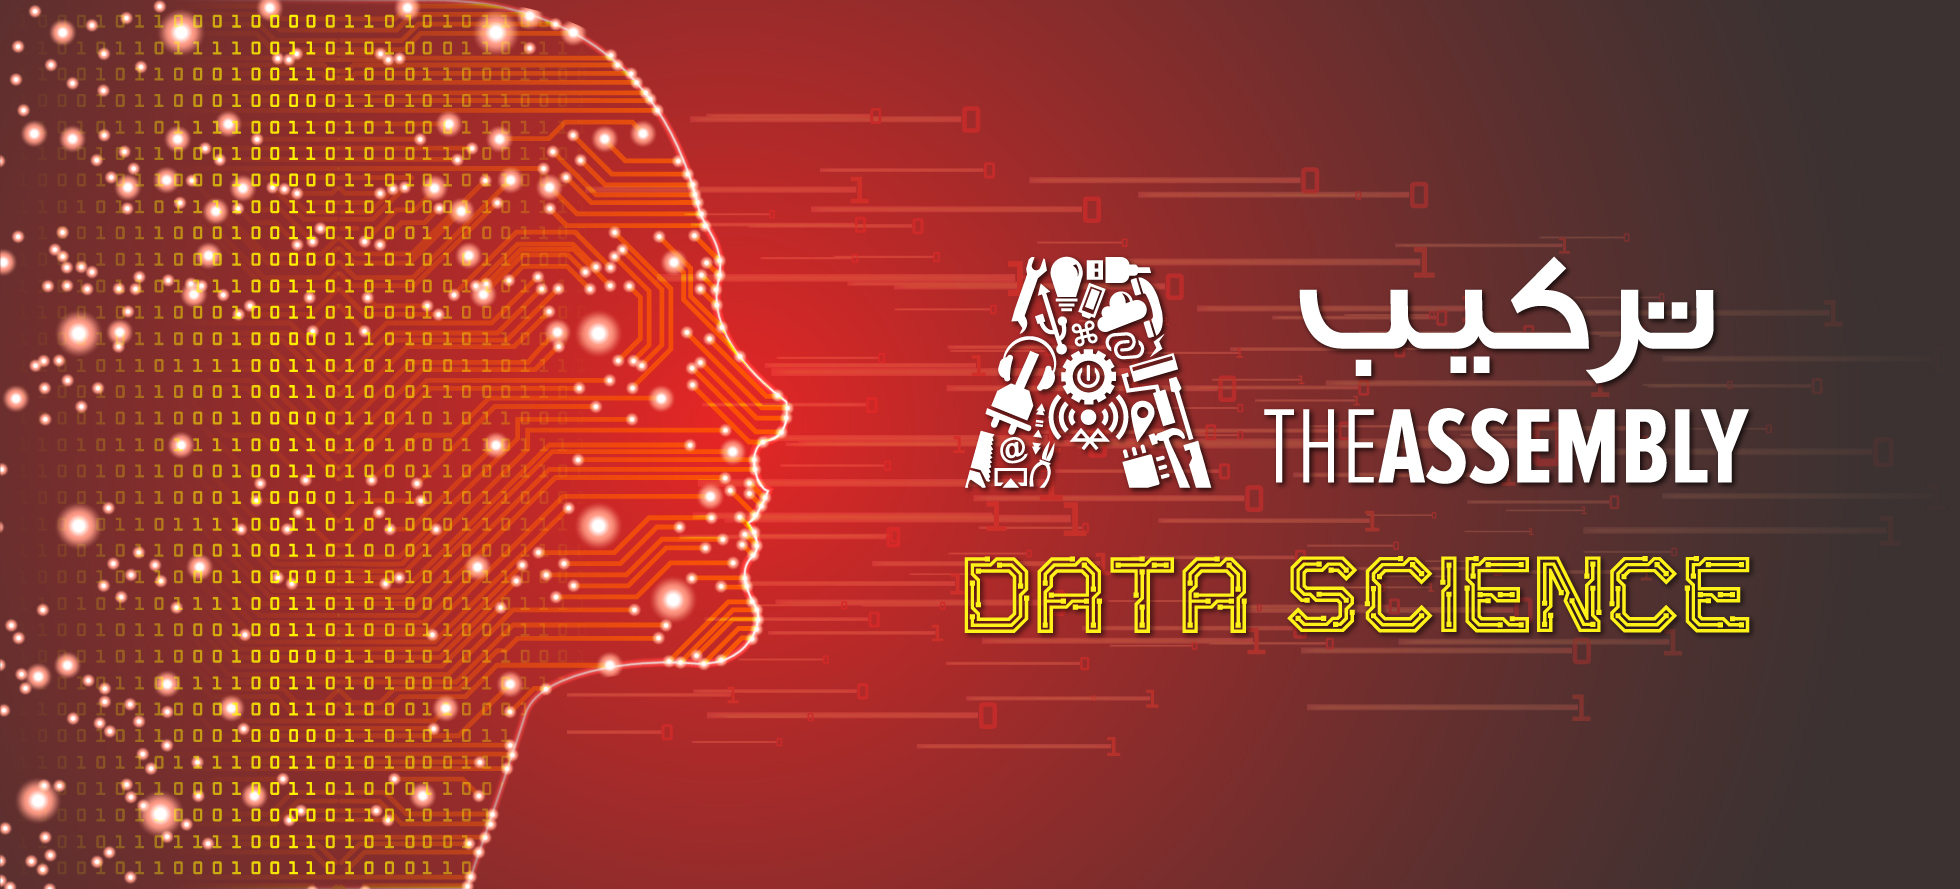 تركيب
THEASSEMBLY
DATA SCIENCE